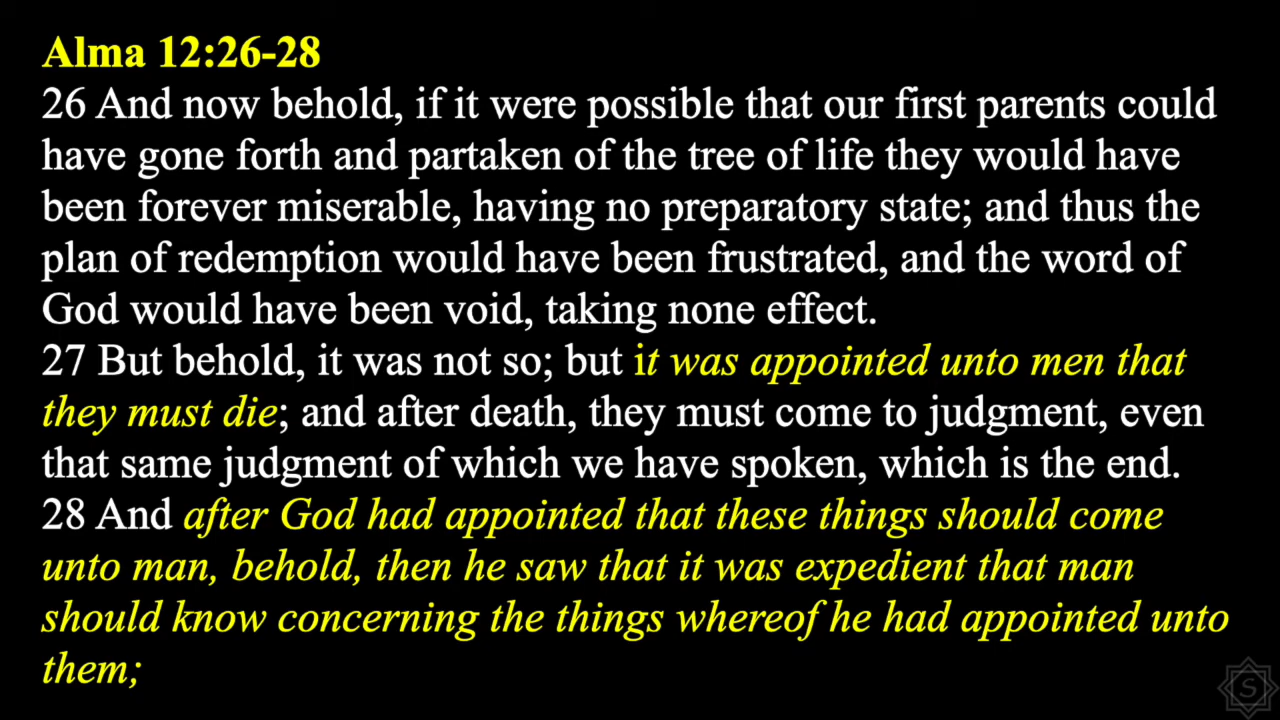 Alma 12:26-28
26 And now behold, if it were possible that our first parents could
have gone forth and partaken of the tree of life they would have
been forever miserable, having no preparatory state; and thus the
plan of redemption would have been frustrated, and the word of
God would have been void, taking none effect.
27 But behold, it was not so; but it was appointed unto men that
they must die; and after death, they must come to judgment, even
that same judgment of which we have spoken, which is the end.
28 And after God had appointed that these things should come
unto man, behold, then he saw that it was expedient that man
should know concerning the things whereof he had appointed unto
them;
S